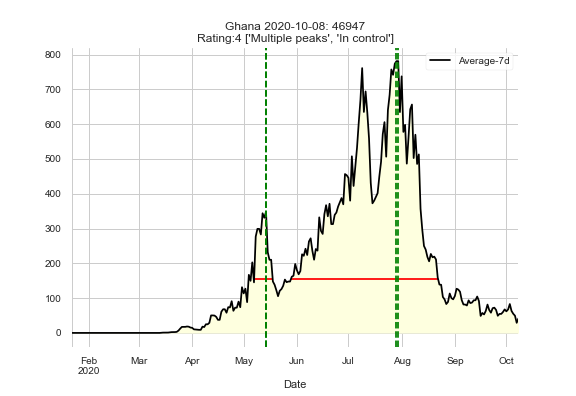 Ghana 2020-10-08: 46947
Rating:4 ['Multiple peaks', 'In control']
Average-7d
800
700
600
500
400
300
200
100
0
Feb
2020
Mar
Apr
May
Jun
Jul
Aug
Sep
Oct
Date